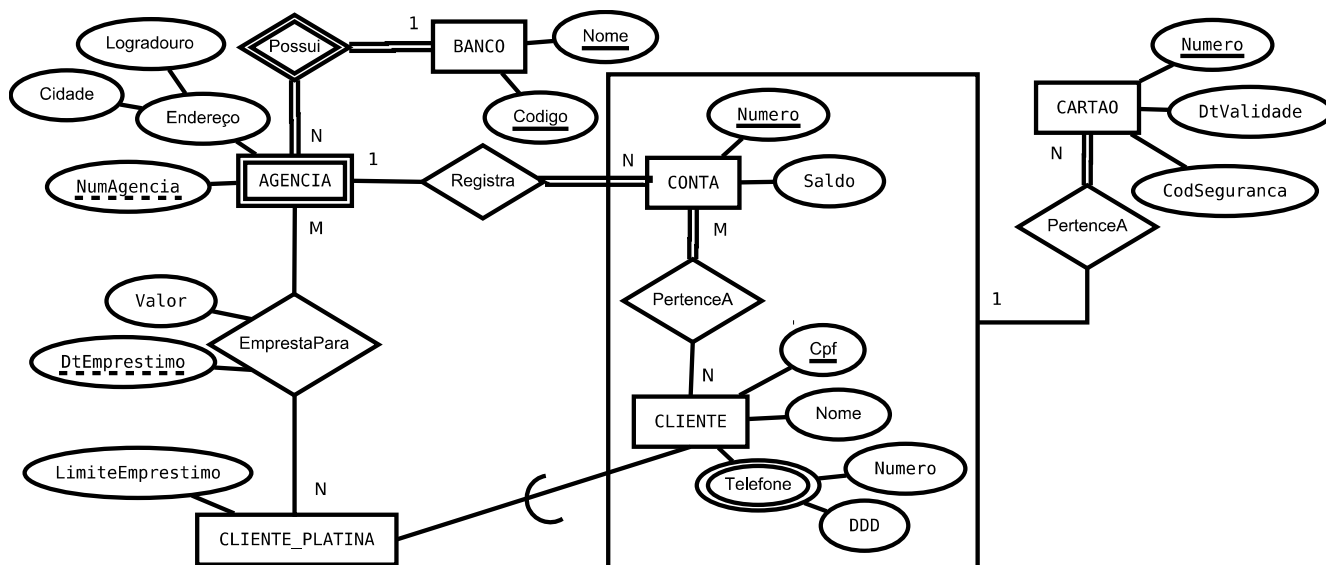 1
Nome
Possui
BANCO
Logradouro
Numero
Cidade
CARTAO
DtValidade
Endereço
Codigo
Numero
N
1
N
N
NumAgencia
AGENCIA
Registra
CONTA
Saldo
CodSeguranca
M
M
PertenceA
Valor
PertenceA
1
EmprestaPara
DtEmprestimo
Cpf
N
CLIENTE
Nome
LimiteEmprestimo
Telefone
Numero
N
DDD
CLIENTE_PLATINA